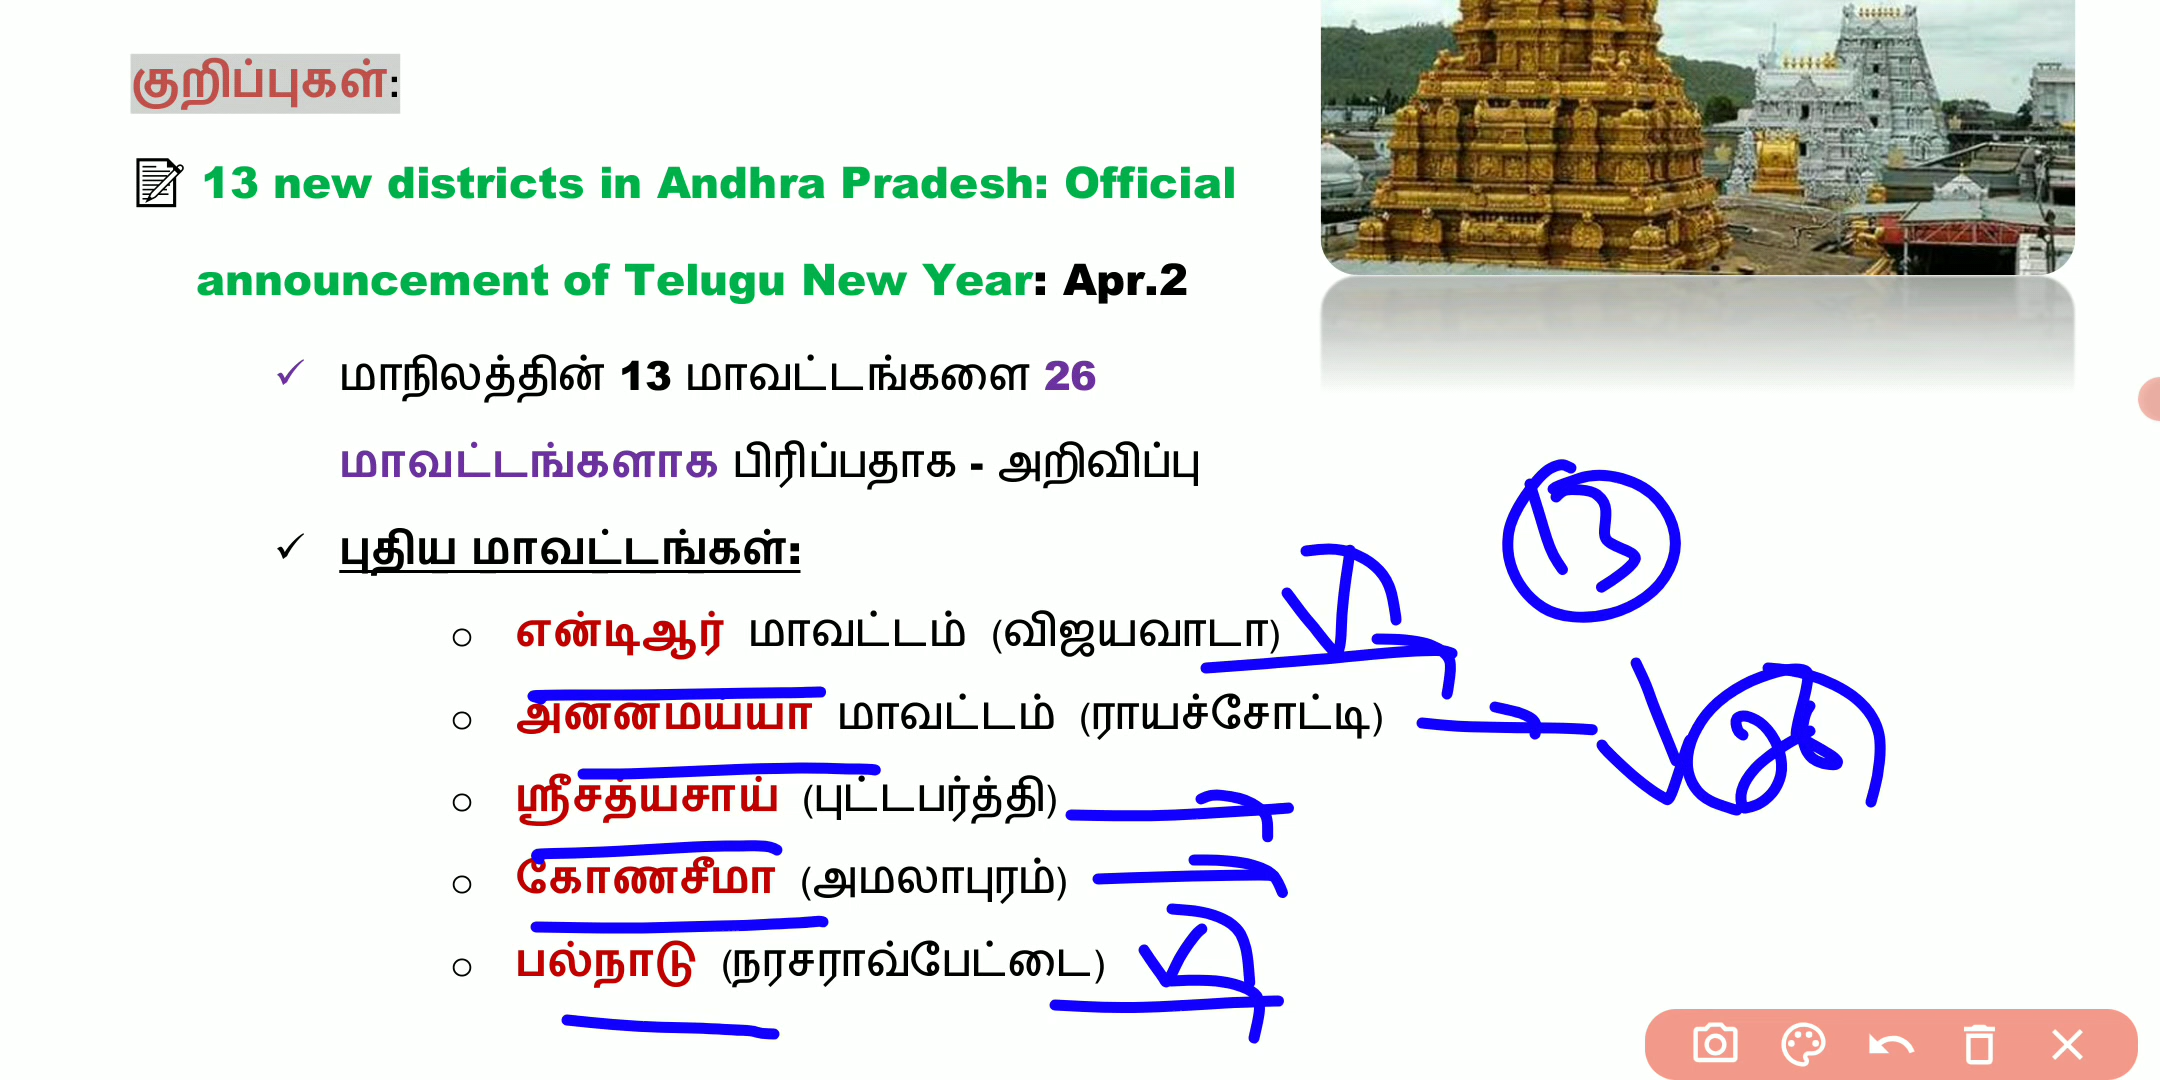 குறிப்புகள்:
13 new districts in Andhra Pradesh: Official
announcement of Telugu New Year: Apr.2
✓ மாநிலத்தின் 13 மாவட்டங்களை 26
மாவட்டங்களாக பிரிப்பதாக - அறிவிப்பு
✓ புதிய மாவட்டங்கள்:
o என்டிஆர் மாவட்டம் (விஜயவாடா)
o அன்னமய்யா மாவட்டம் (ராயச்சோட்டி)
o ஸ்ரீசத்யசாய் (புட்டபர்த்தி)
o கோணசீமா (அமலாபுரம்)
o பல்நாடு (நரசராவ்பேட்டை)
13
26